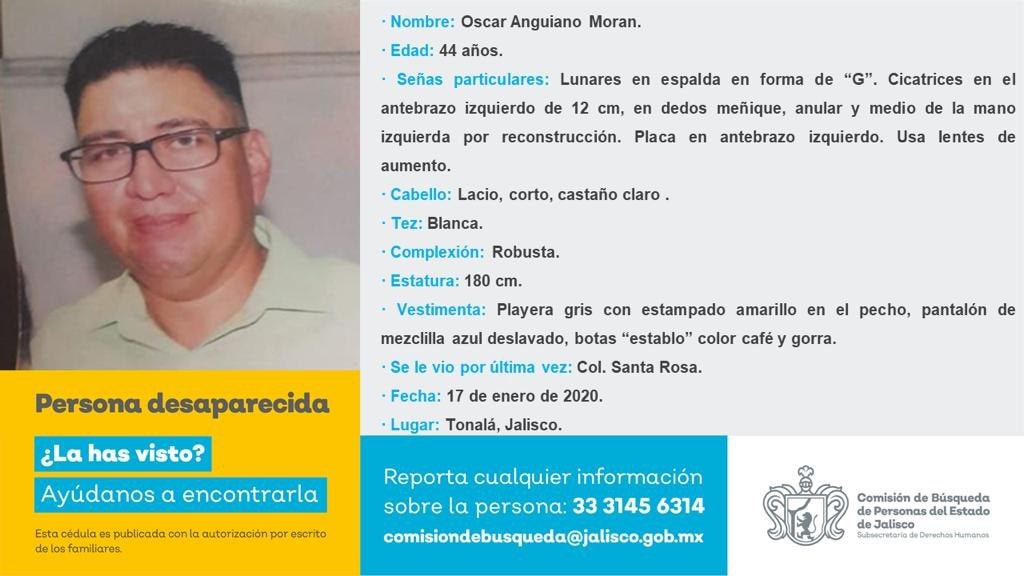 · Nombre: Oscar Anguiano Moran.
· Edad: 44 años.
· Señas particulares: Lunares en espalda en forma de “G”. Cicatrices en el
antebrazo izquierdo de 12 cm, en dedos meñique, anular y medio de la mano
izquierda por reconstrucción. Placa en antebrazo izquierdo. Usa lentes de
aumento.
· Cabello: Lacio, corto, castaño claro .
· Tez: Blanca.
· Complexión: Robusta.
· Estatura: 180 cm.
· Vestimenta: Playera gris con estampado amarillo en el pecho, pantalón de
mezclilla azul deslavado, botas “establo” color café y gorra.
· Se le vio por última vez: Col. Santa Rosa.
· Fecha: 17 de enero de 2020.
· Lugar: Tonalá, Jalisco.
Persona desaparecida
¿La has visto?
Ayúdanos a encontrarla
Esta cédula es publicada con la autorización por escrito
de los familiares.
Reporta cualquier información
sobre la persona: 33 3145 6314
comisiondebusqueda@jalisco.gob.mx
Comisión de Búsqueda
de Personas del Estado
de Jalisco
Subsecretaría de Derechos Humanos